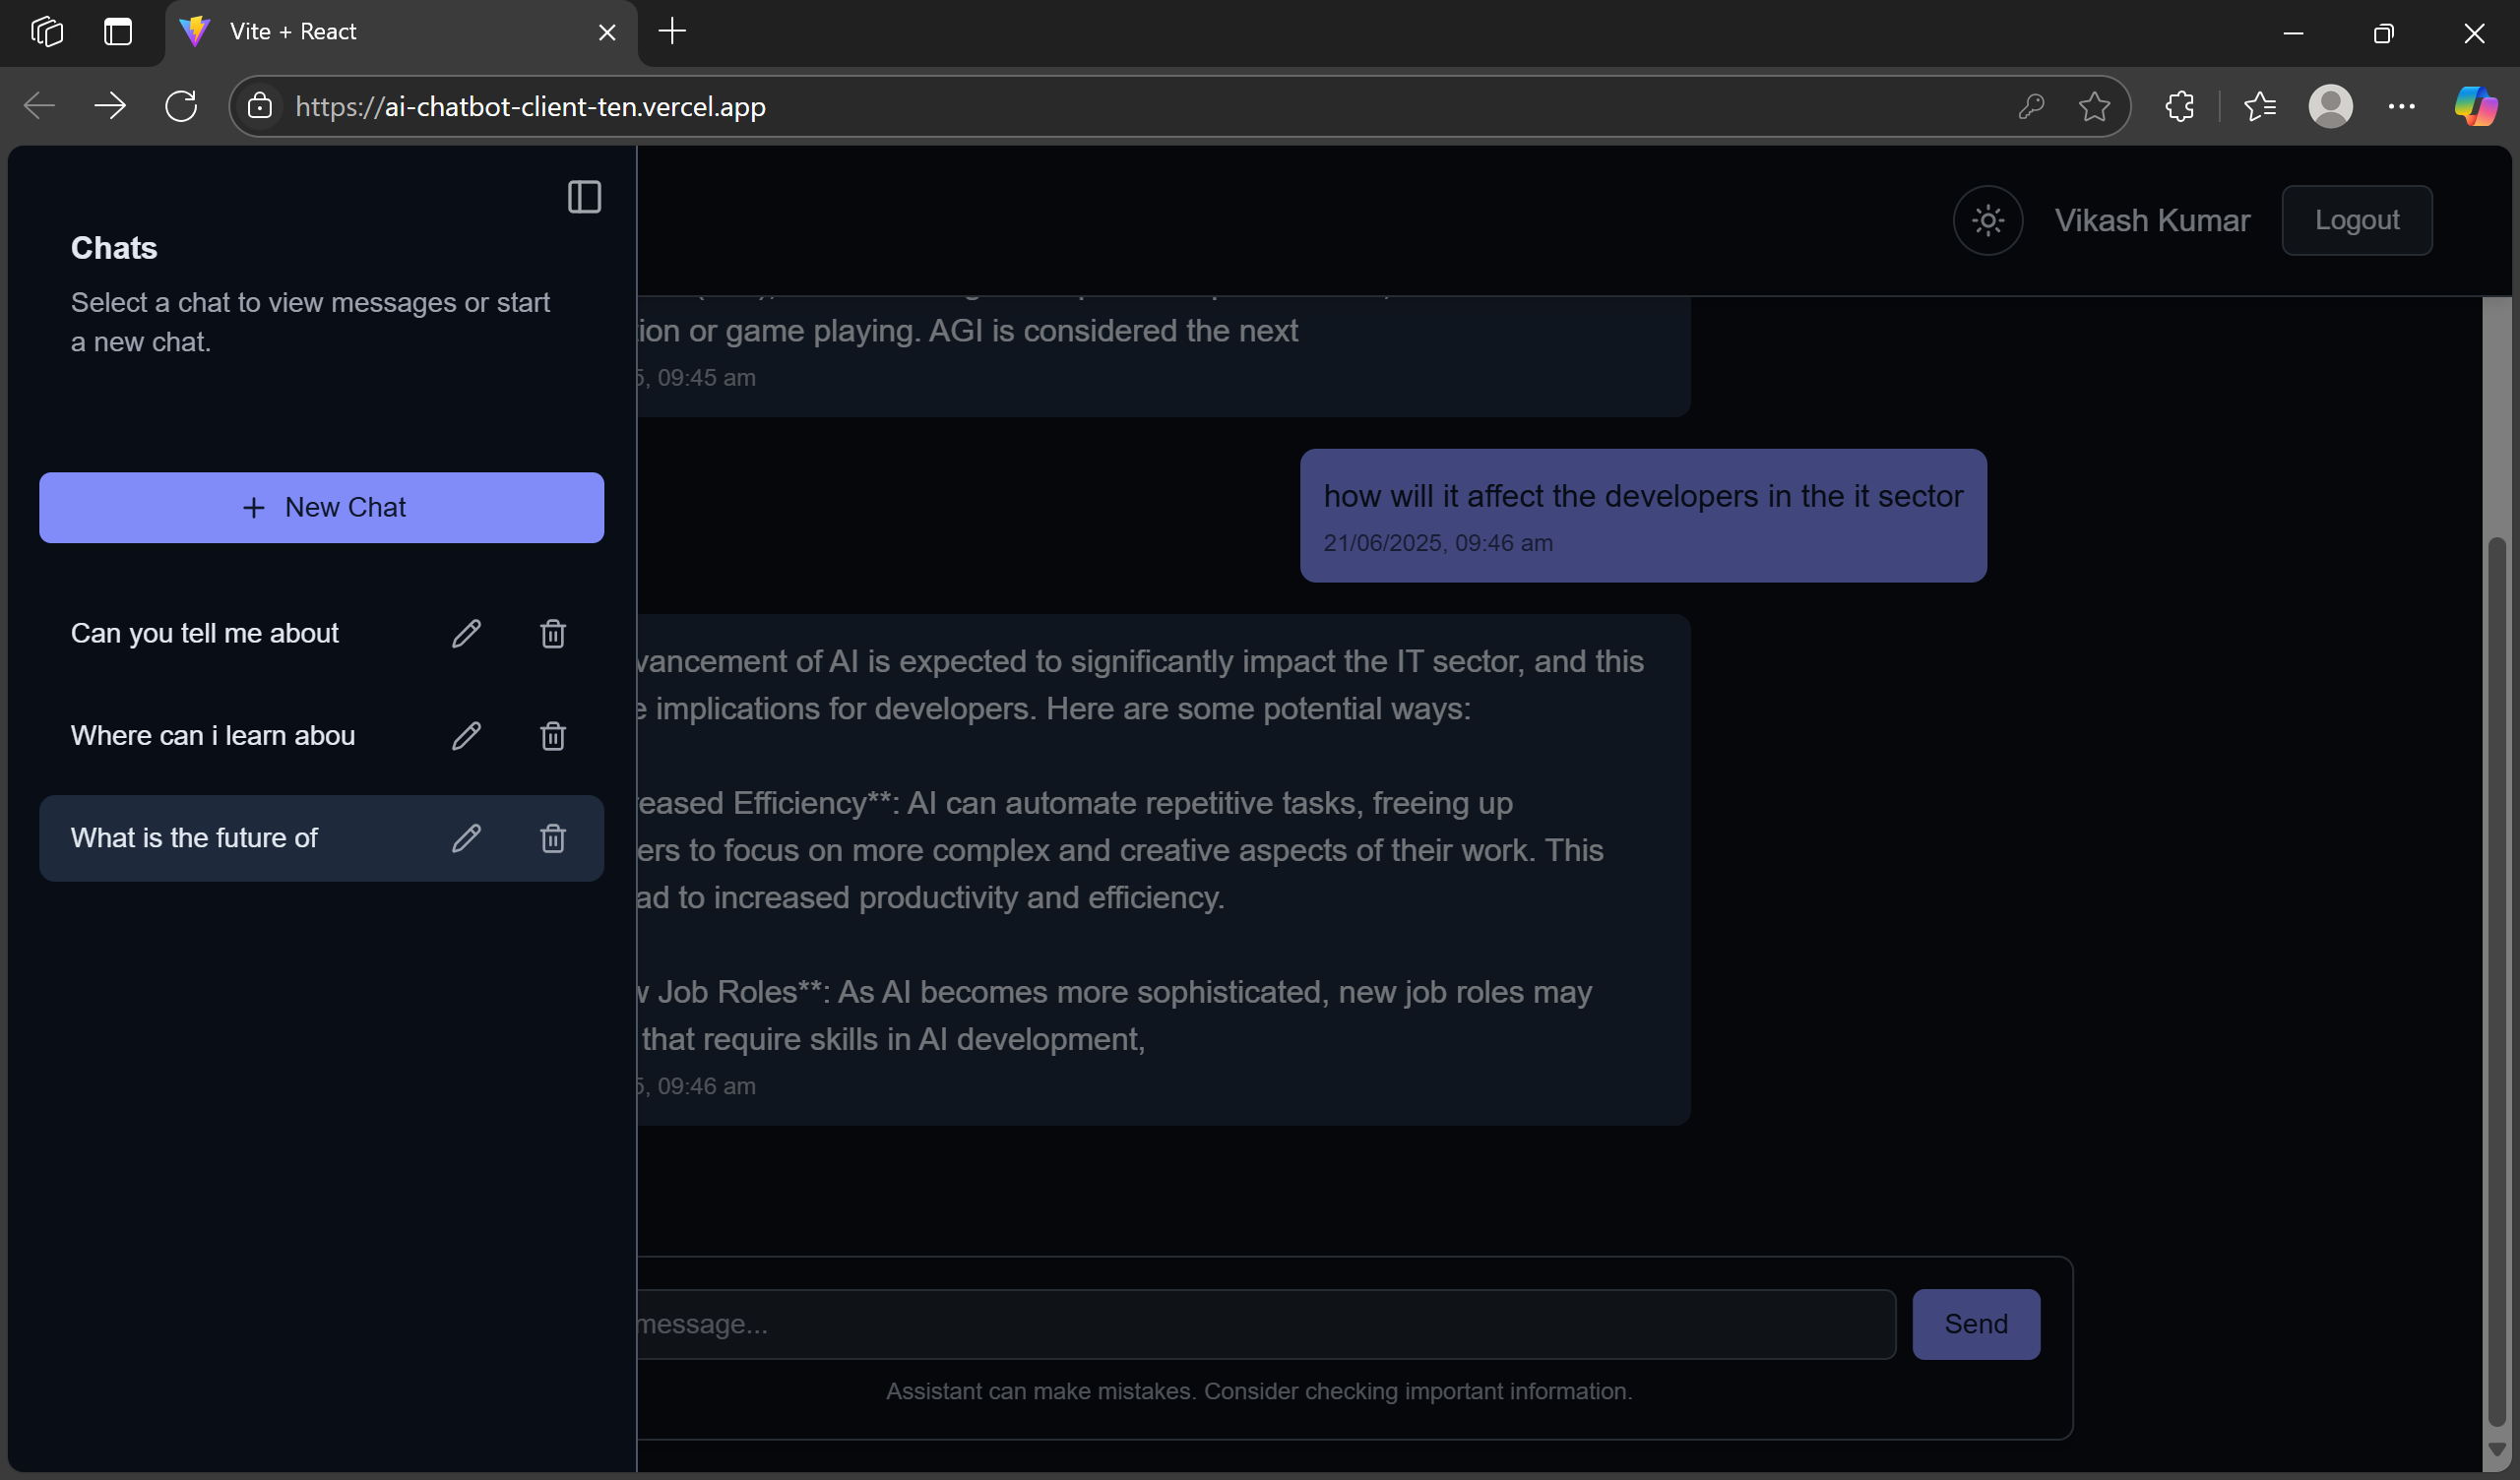 Vite + React
https://ai-chatbot-client-ten.vercel.app
Chats
Select a chat to view messages or start
a new chat.
+ New Chat
Can you tell me about
Where can i learn abou
What is the future of
Vikash Kumar
Logout
ion or game playing. AGI is considered the next
5, 09:45 am
how will it affect the developers in the it sector
21/06/2025, 09:46 am
vancement of AI is expected to significantly impact the IT sector, and this
e implications for developers. Here are some potential ways:
eased Efficiency**: AI can automate repetitive tasks, freeing up
ers to focus on more complex and creative aspects of their work. This
ad to increased productivity and efficiency.
w Job Roles**: As AI becomes more sophisticated, new job roles may
that require skills in AI development,
5, 09:46 am
message...
Send
Assistant can make mistakes. Consider checking important information.